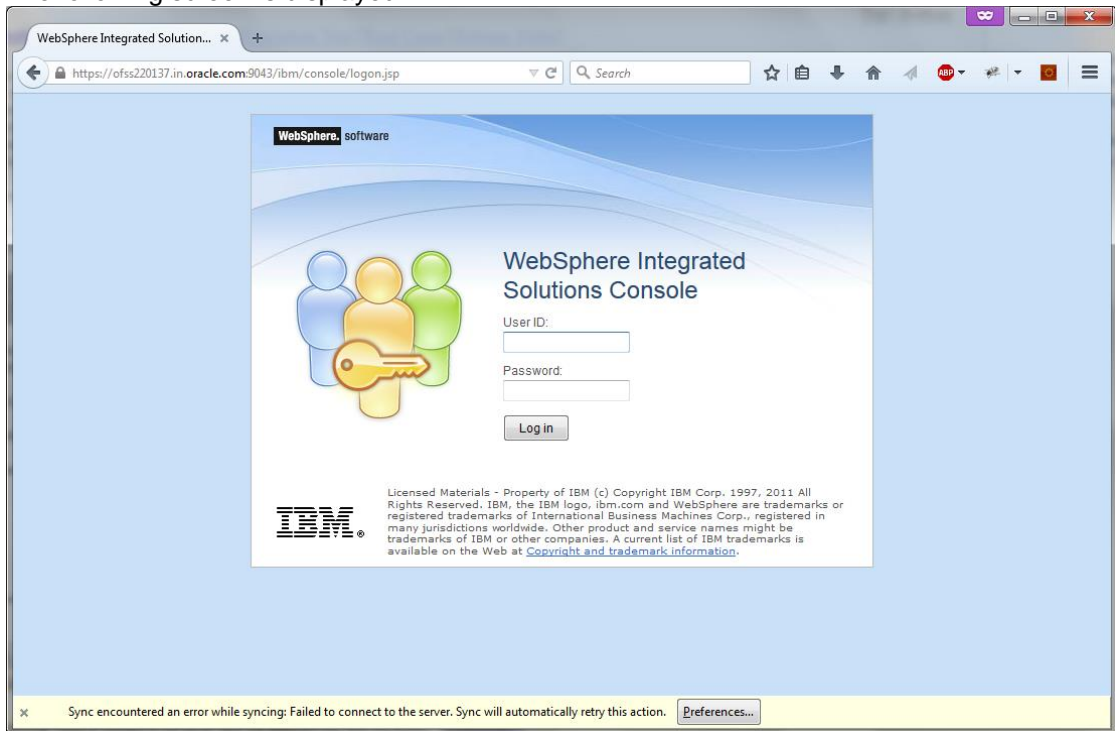 WebSphere Integrated Solution... × +
https://ofss220137.in.oracle.com:9043/ibm/console/logon.jsp Search ABP
WebSphere. software
WebSphere Integrated
Solutions Console
User ID:
Password:
Log in
Licensed Materials - Property of IBM (c) Copyright IBM Corp. 1997, 2011 All
Rights Reserved. IBM, the IBM logo, ibm.com and WebSphere are trademarks or
registered trademarks of International Business Machines Corp., registered in
many jurisdictions worldwide. Other product and service names might be
trademarks of IBM or other companies. A current list of IBM trademarks is
available on the Web at Copyright and trademark information.
IBM®
× Sync encountered an error while syncing: Failed to connect to the server. Sync will automatically retry this action. Preferences...